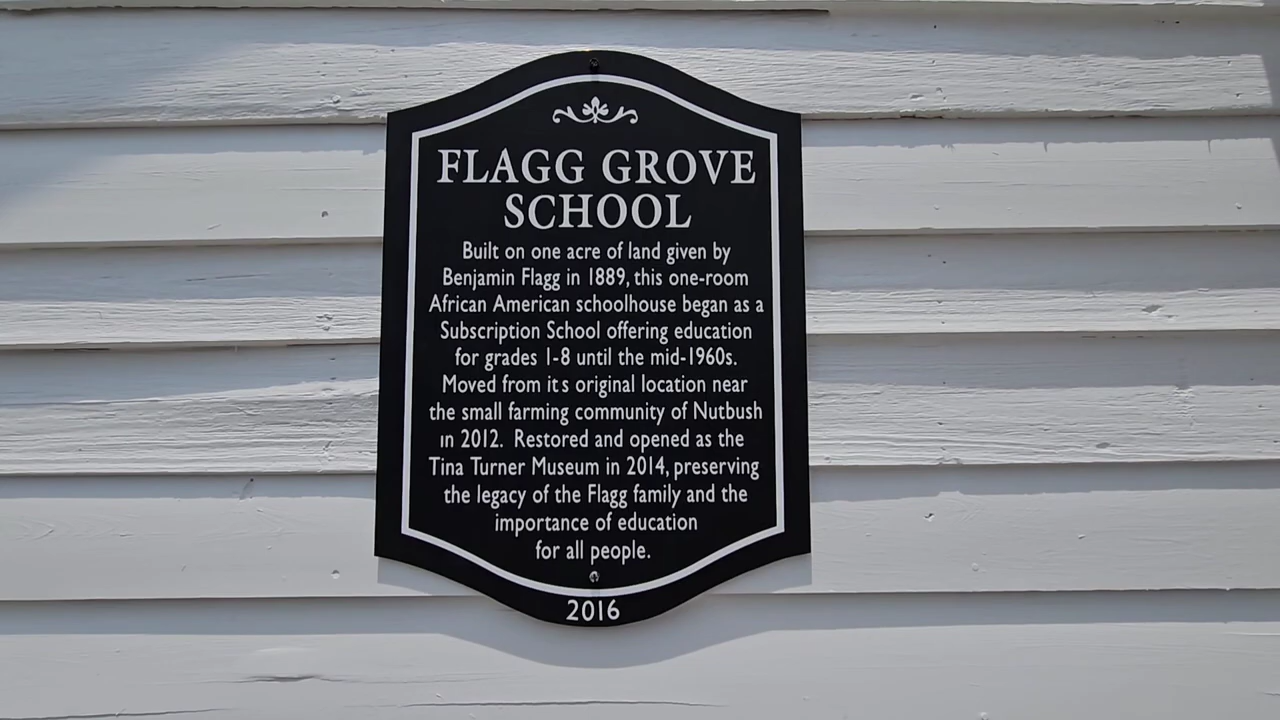 FLAGG GROVE
SCHOOL
Built on one acre of land given by
Benjamin Flagg in 1889, this one-room
African American schoolhouse began as a
Subscription School offering education
for grades 1-8 until the mid-1960s.
Moved from its original location near
the small farming community of Nutbush
in 2012. Restored and opened as the
Tina Turner Museum in 2014, preserving
the legacy of the Flagg family and the
importance of education
for all people.
2016